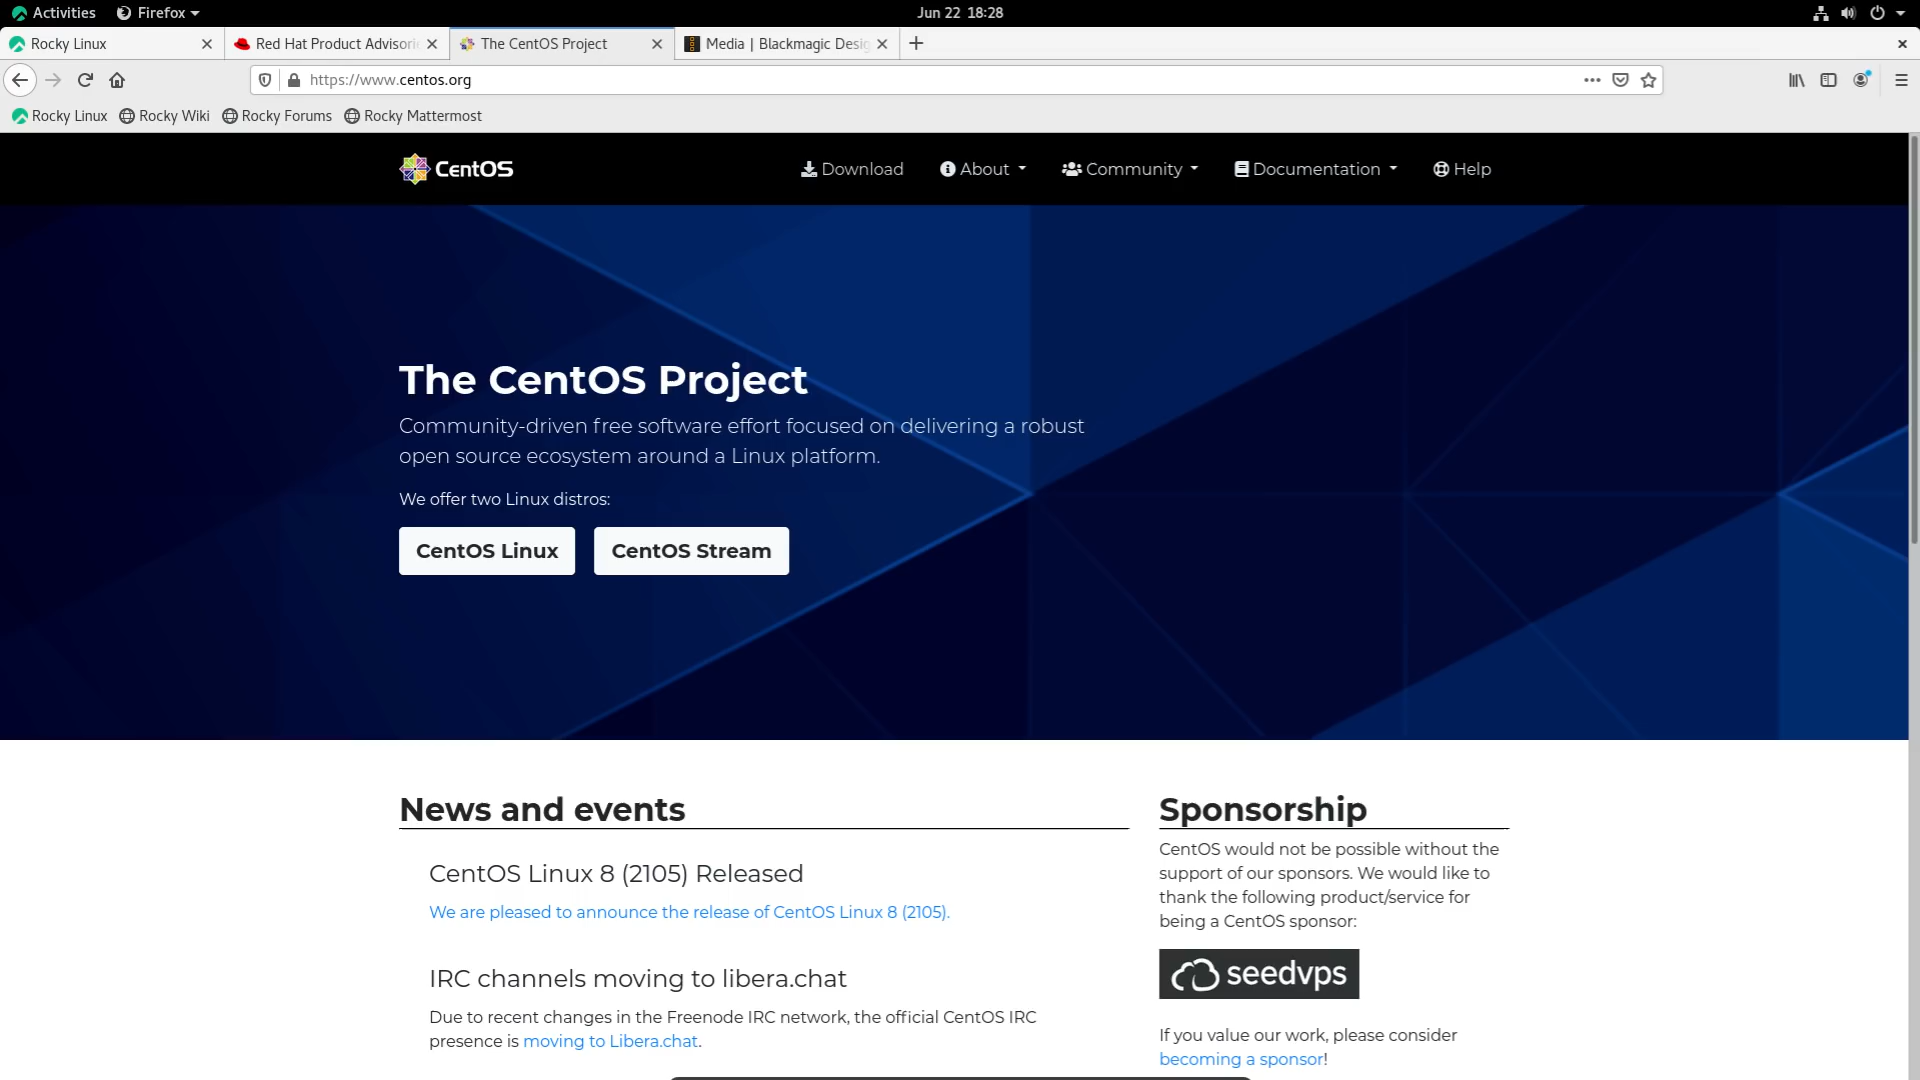 Activities Firefox Jun 22 18:28
Rocky Linux Red Hat Product Advisorie The CentOS Project Media | Blackmagic Desig
https://www.centos.org
Rocky Linux Rocky Wiki Rocky Forums Rocky Mattermost
CentOS Download About Community Documentation Help
The CentOS Project
Community-driven free software effort focused on delivering a robust
open source ecosystem around a Linux platform.
We offer two Linux distros:
CentOS Linux CentOS Stream
News and events
CentOS Linux 8 (2105) Released
We are pleased to announce the release of CentOS Linux 8 (2105).
IRC channels moving to libera.chat
Due to recent changes in the Freenode IRC network, the official CentOS IRC
presence is moving to Libera.chat.
Sponsorship
CentOS would not be possible without the
support of our sponsors. We would like to
thank the following product/service for
being a CentOS sponsor:
seedvps
If you value our work, please consider
becoming a sponsor!